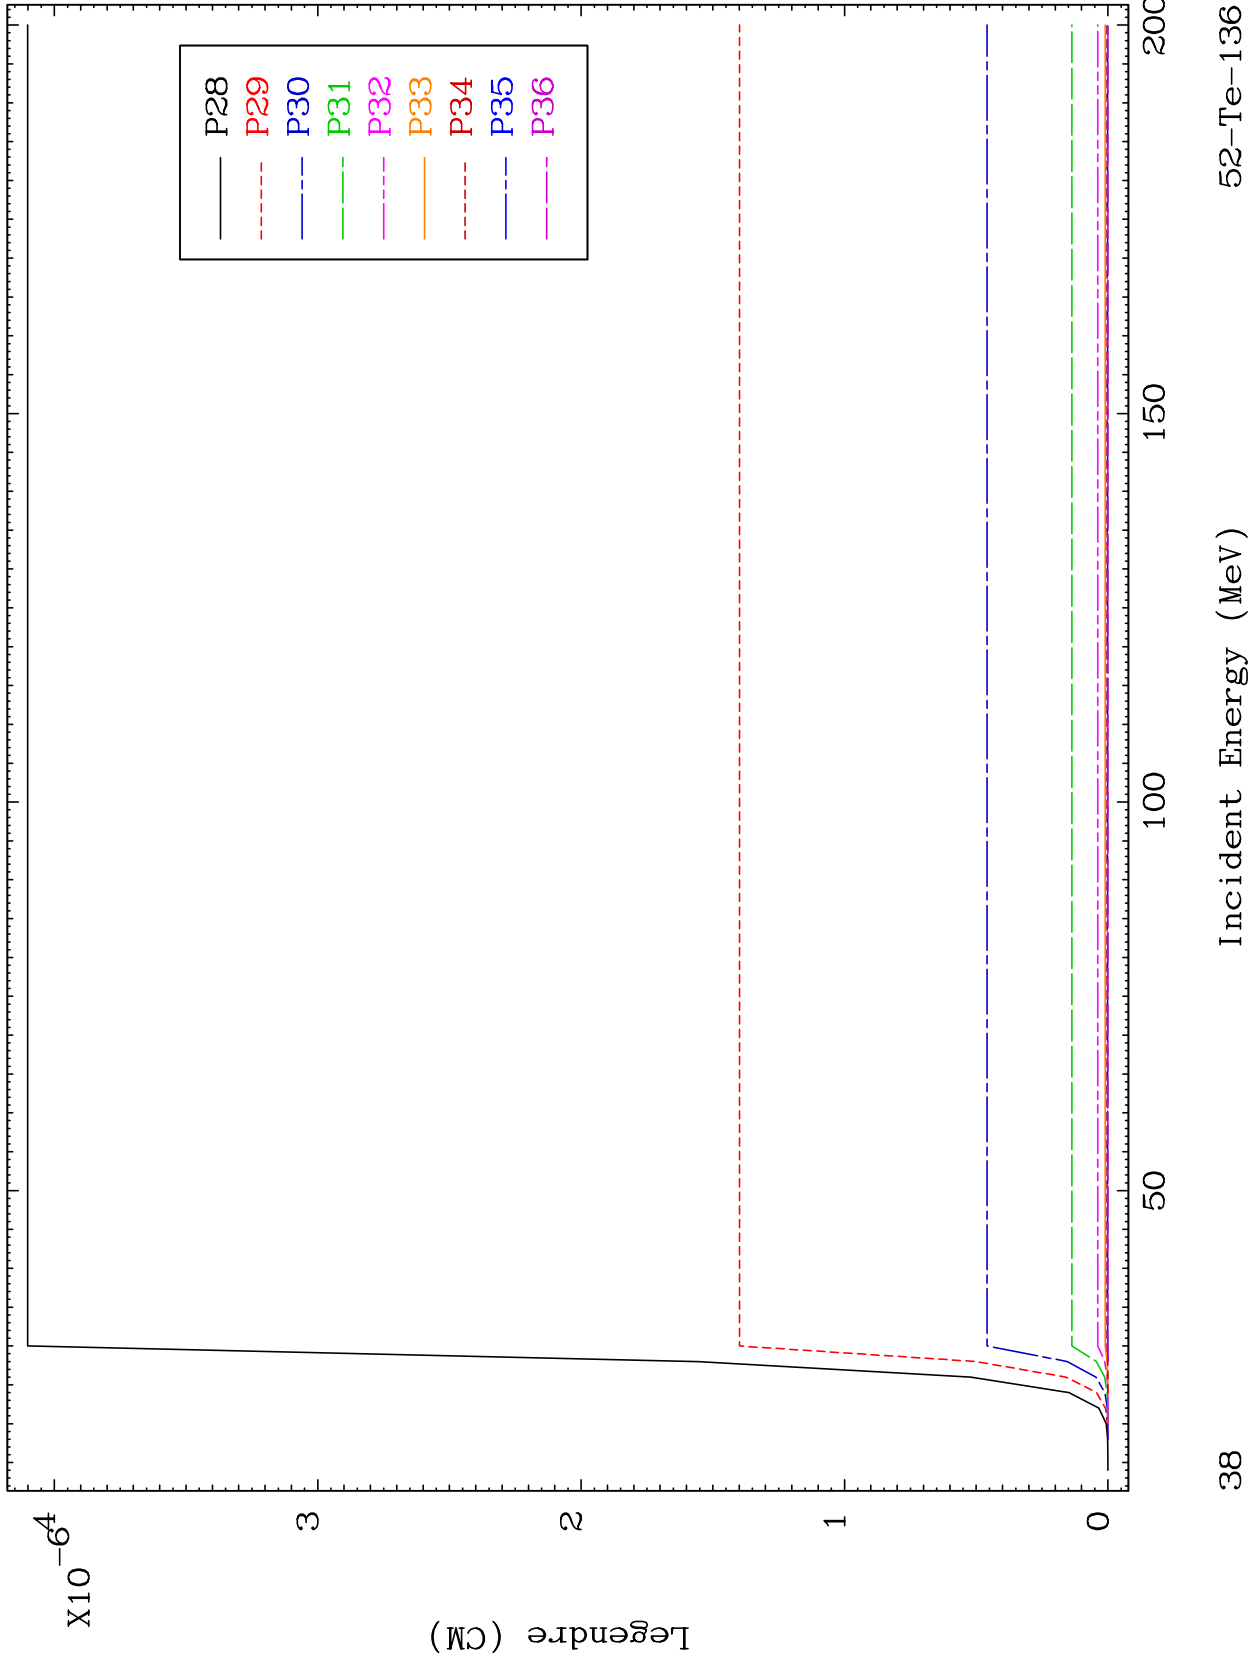 X10
-6
4
3
2
1
0
Legendre (CM)
P28
P29
P30
P31
P32
P33
P34
P35
P36
50
100
150
200
Incident Energy (MeV)
38
52-Te-136